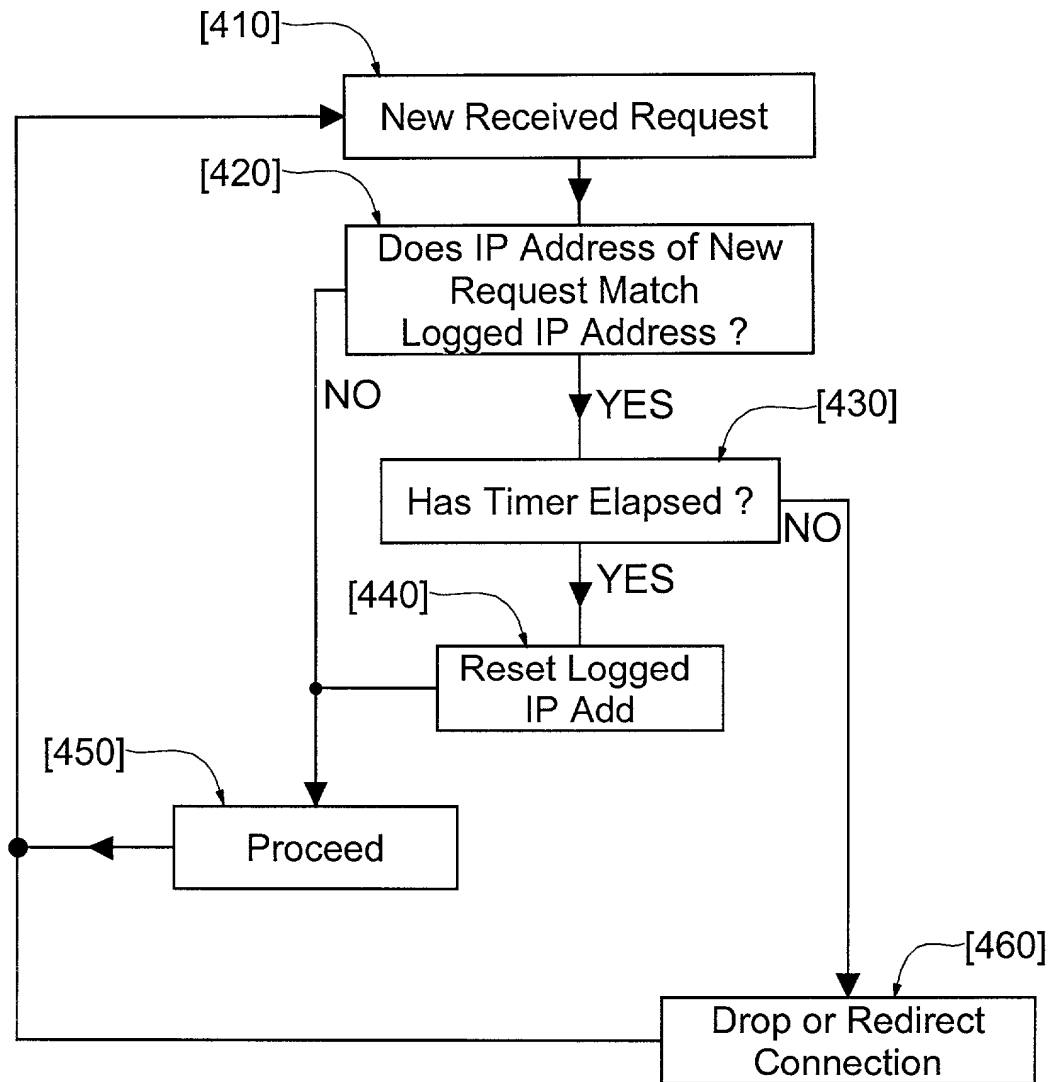 [410]
New Received Request
[420]
Does IP Address of New
Request Match
Logged IP Address ?
NO
YES
[430]
Has Timer Elapsed ?
NO
YES
[440]
Reset Logged
IP Add
[450]
Proceed
[460]
Drop or Redirect
Connection